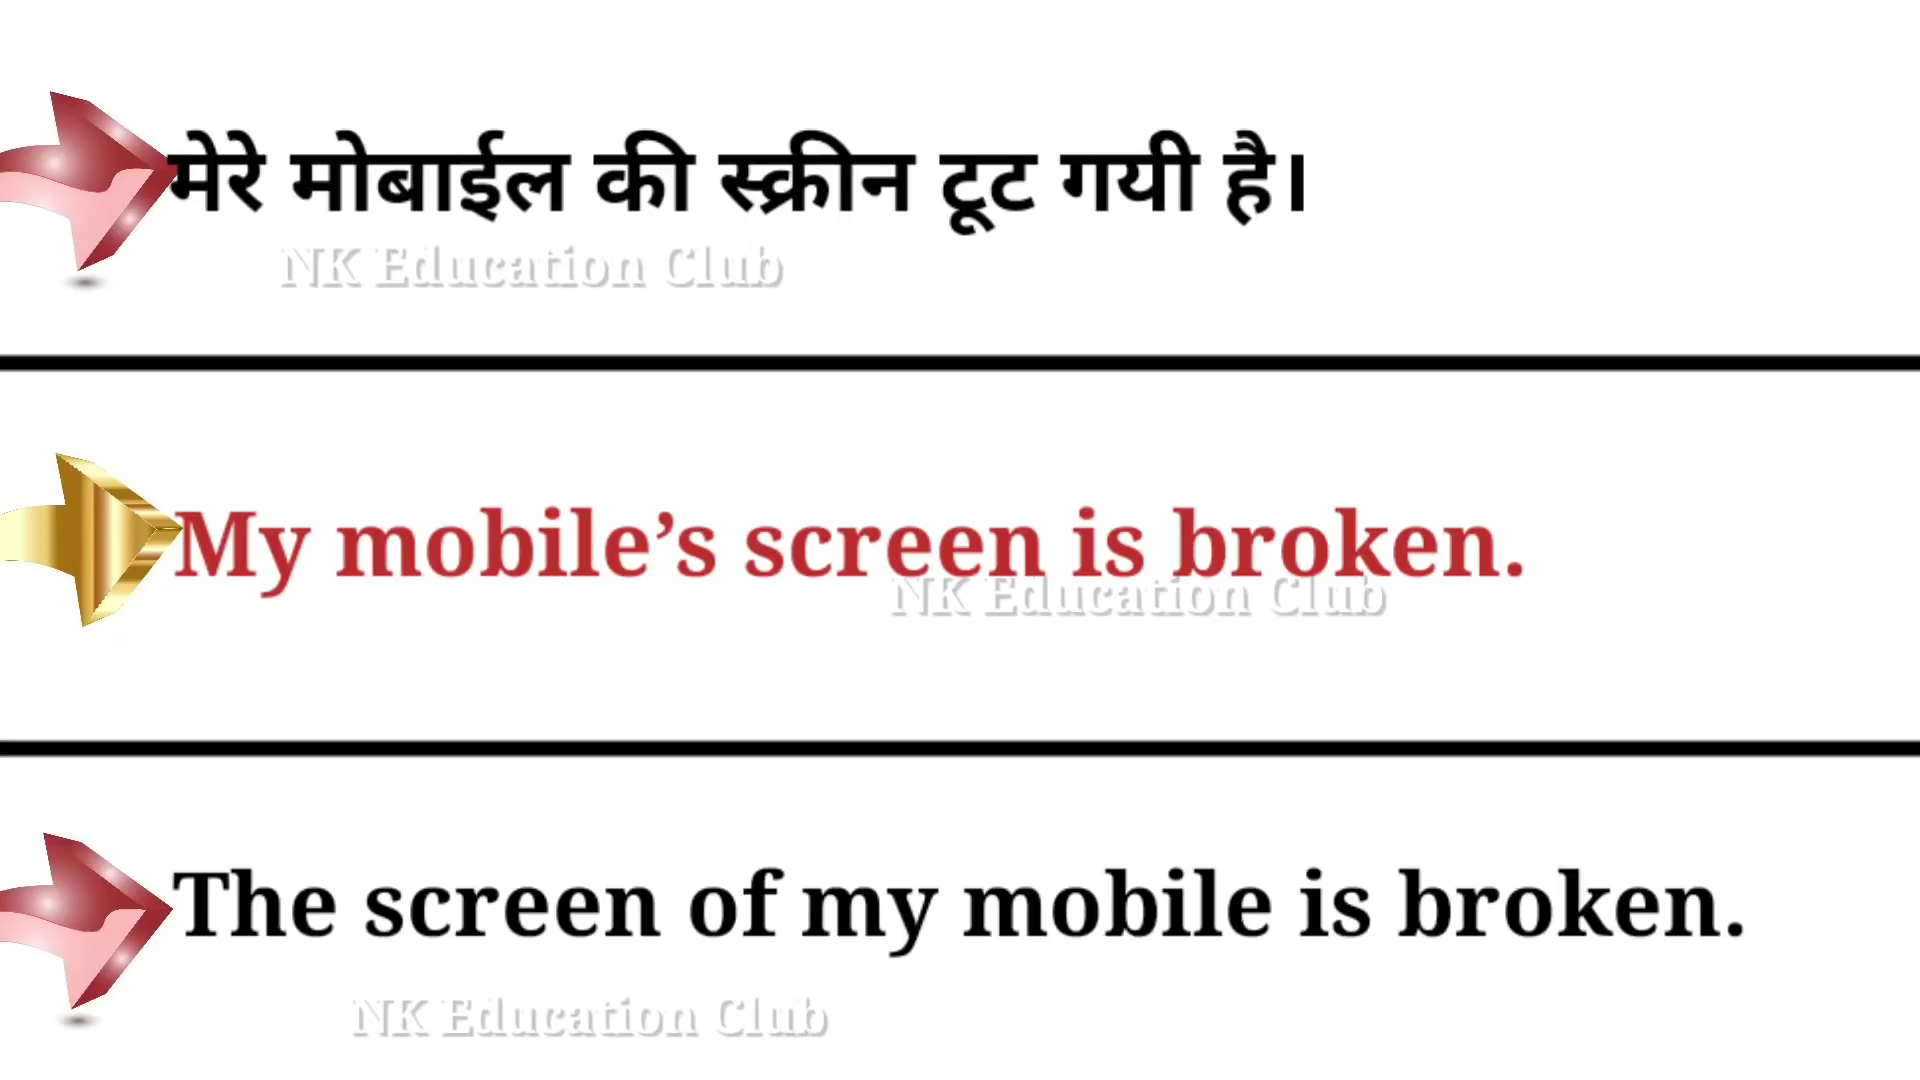 मेरे मोबाईल की स्क्रीन टूट गयी है।
NK Education Club
My mobile’s screen is broken.
NK Education Club
The screen of my mobile is broken.
NK Education Club